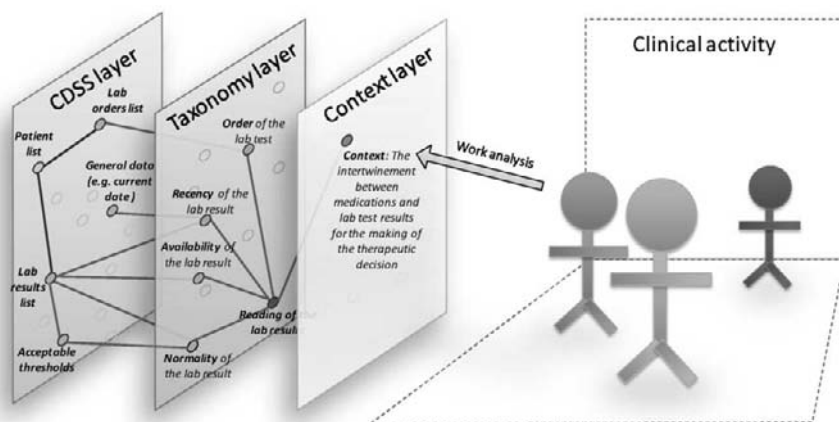 CDSS layer
Lab
orders list
Patient
list
General data
(e.g. current
date)
Lab
results
list
Acceptable
thresholds
Taxonomy layer
Order of the
lab test
Recency of the
lab result
Availability of
the lab result
Reading of the
lab results
Normality of
the lab result
Context layer
Context: The
intertwinement
between
medications and
lab test results
for the making of
the therapeutic
decision
Work analysis
Clinical activity